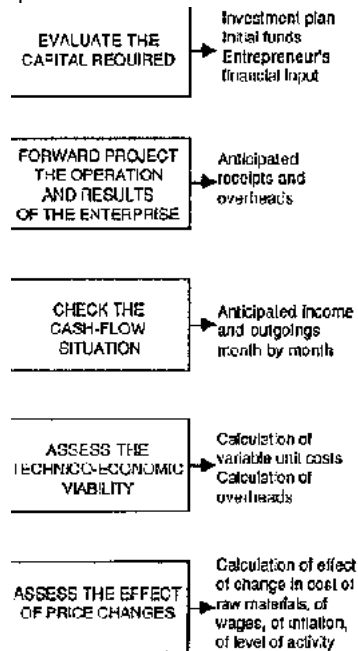 EVALUATE THE
CAPITAL REQUIRED
Investment plan
Initial funds
Entrepreneur's
financial input
FORWARD PROJECT
THE OPERATION
AND RESULTS
OF THE ENTERPRISE
Anticipated
receipts and
overheads
CHECK THE
CASH-FLOW
SITUATION
Anticipated income
and outgoings
month by month
ASSESS THE
TECHNICO-ECONOMIC
VIABILITY
Calculation of
variable unit costs
Calculation of
overheads
ASSESS THE EFFECT
OF PRICE CHANGES
Calculation of effect
of change in cost of
raw materials, of
wages, of inflation,
of level of activity